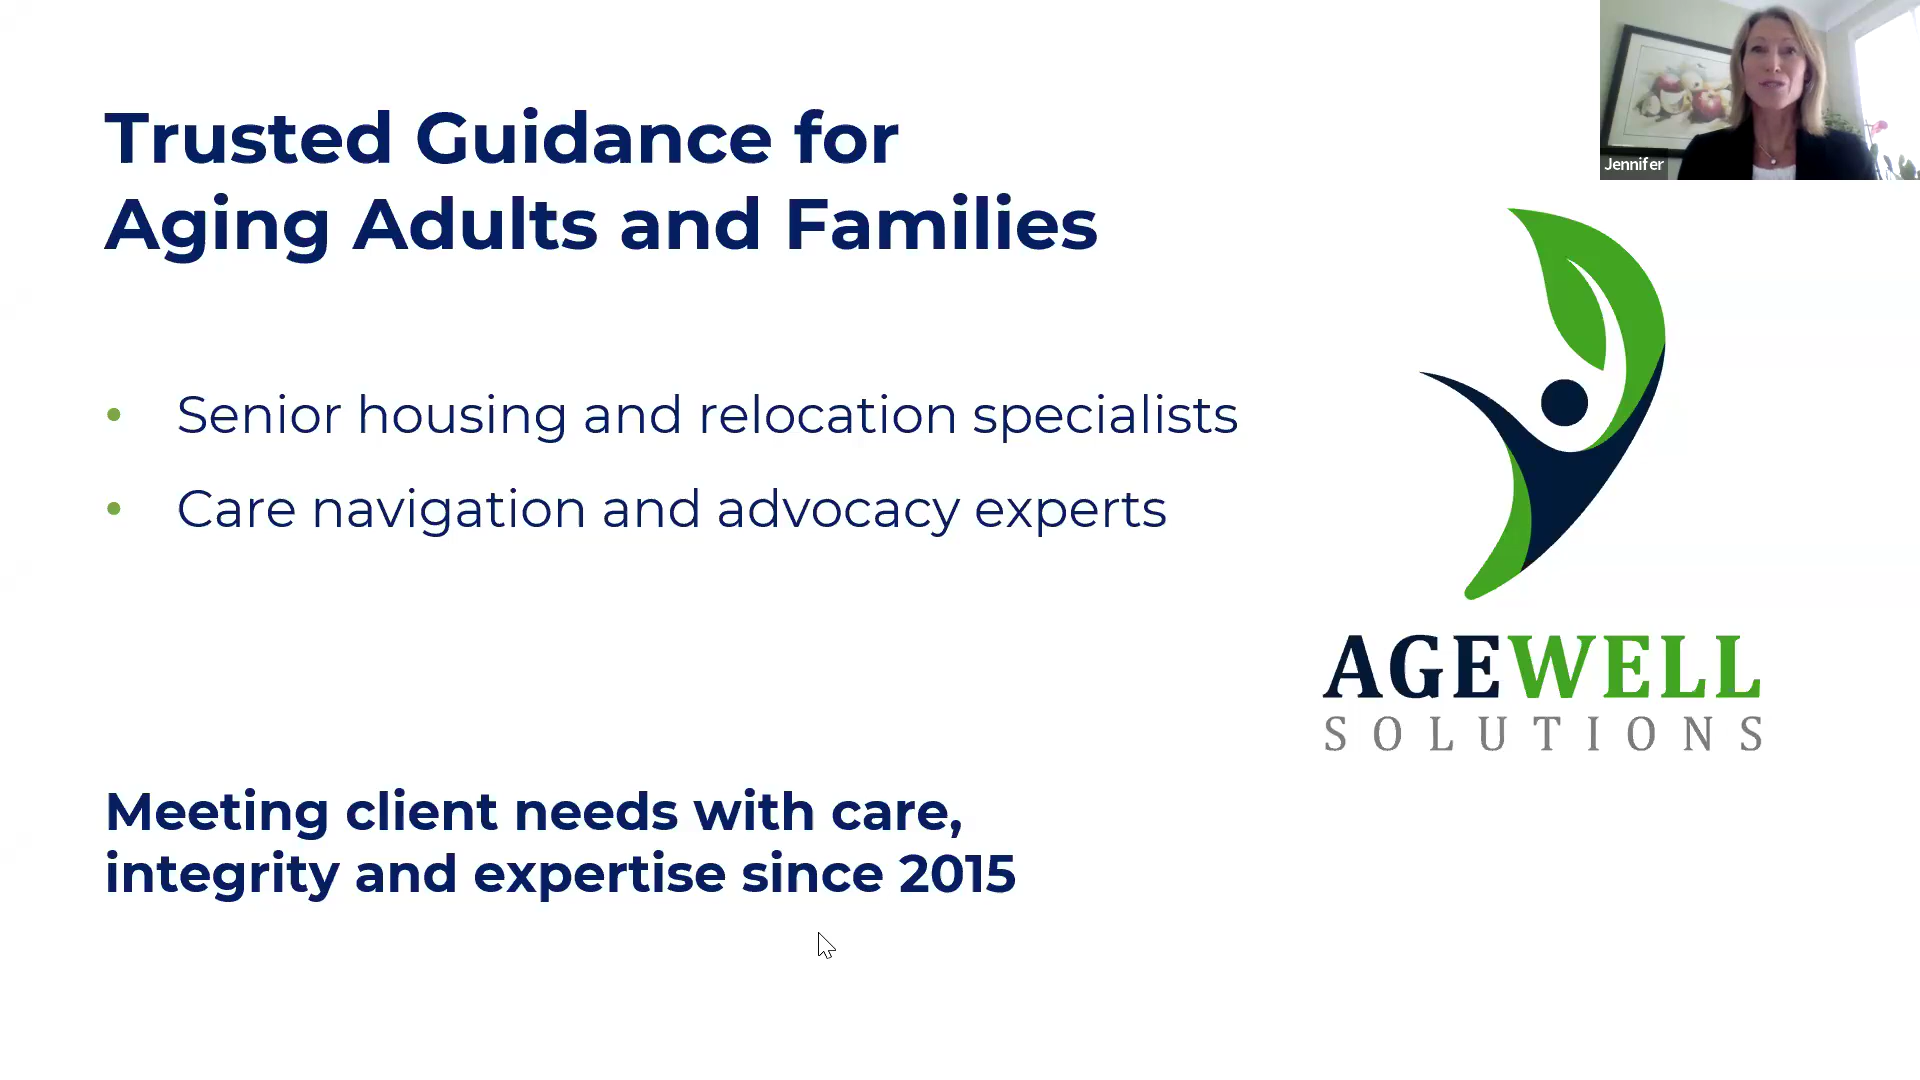 Trusted Guidance for
Aging Adults and Families
Jennifer
• Senior housing and relocation specialists
• Care navigation and advocacy experts
AGEWELL
SOLUTIONS
Meeting client needs with care,
integrity and expertise since 2015